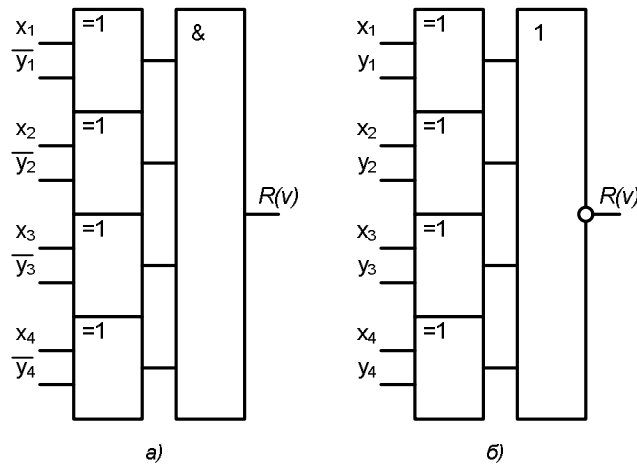 x₁ =1 &
y̅₁
x₂ =1
y̅₂
R(v)
x₃ =1
y̅₃
x₄ =1
y̅₄
а)
x₁ =1 1
y₁
x₂ =1
y₂
R(v)
x₃ =1
y₃
x₄ =1
y₄
б)